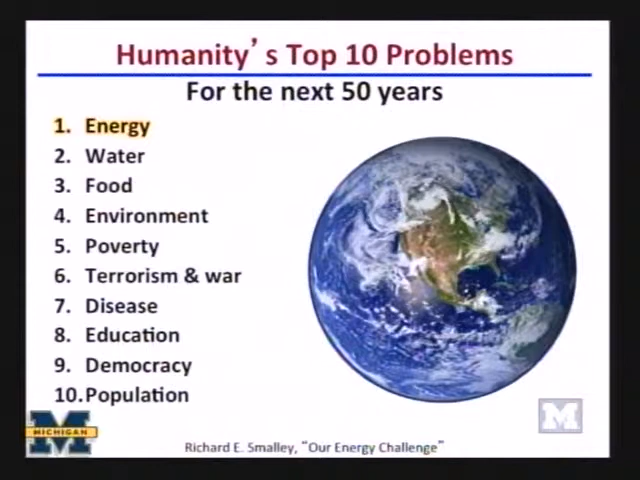 Humanity's Top 10 Problems
For the next 50 years
1. Energy
2. Water
3. Food
4. Environment
5. Poverty
6. Terrorism & war
7. Disease
8. Education
9. Democracy
10. Population
M
MICHIGAN
M
Richard E. Smalley, "Our Energy Challenge"